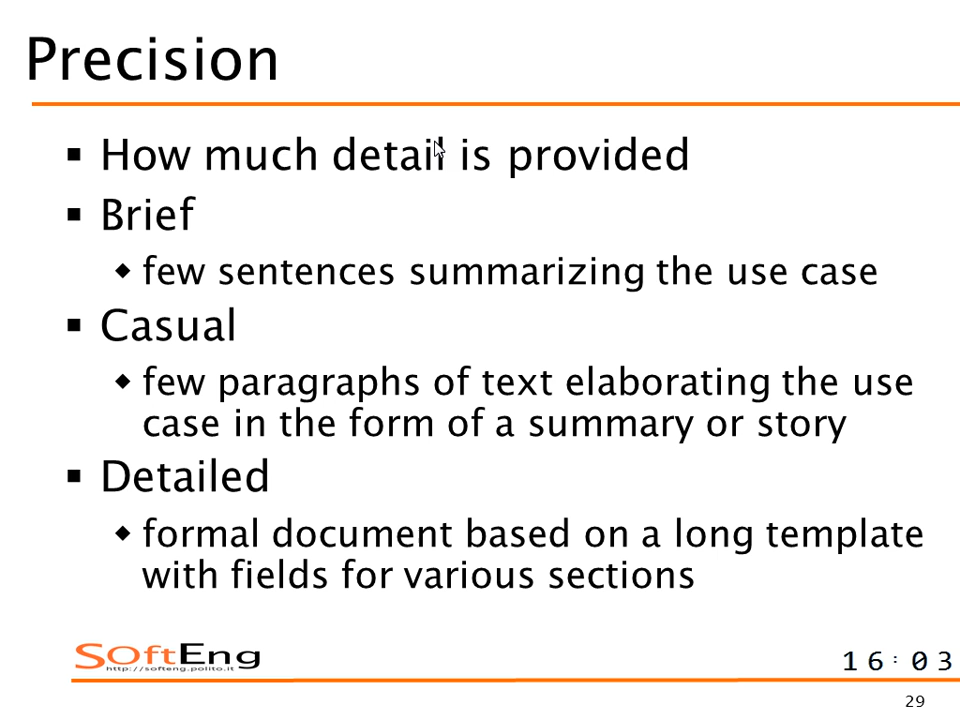 Precision
▪ How much detail is provided
▪ Brief
◆ few sentences summarizing the use case
▪ Casual
◆ few paragraphs of text elaborating the use
case in the form of a summary or story
▪ Detailed
◆ formal document based on a long template
with fields for various sections
SoftEng
http://softeng.polito.it
16:03
29